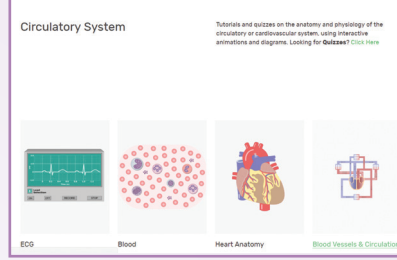 Circulatory System
Tutorials and quizzes on the anatomy and physiology of the
circulatory or cardiovascular system, using interactive
animations and diagrams. Looking for Quizzes? Click Here
ECG
Blood
Heart Anatomy
Blood Vessels & Circulation